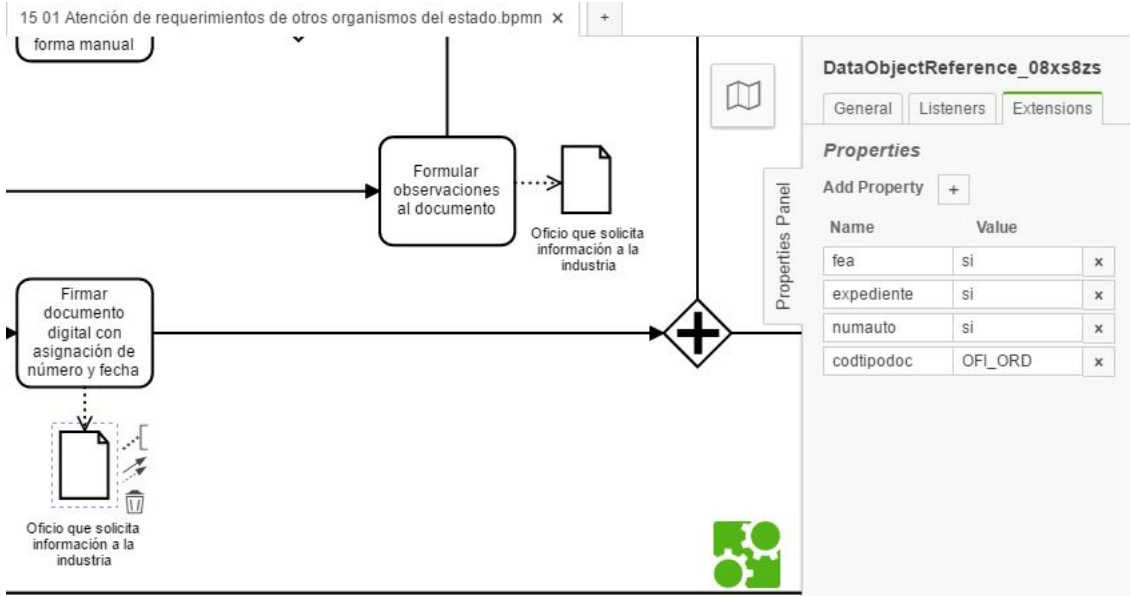 15 01 Atención de requerimientos de otros organismos del estado.bpmn x +
forma manual
Formular
observaciones
al documento
Oficio que solicita
información a la
industria
Firmar
documento
digital con
asignación de
número y fecha
Oficio que solicita
información a la
industria
Properties Panel
DataObjectReference_08xs8zs
General Listeners Extensions
Properties
Add Property +
Name Value
fea si x
expediente si x
numauto si x
codtipodoc OFI_ORD x